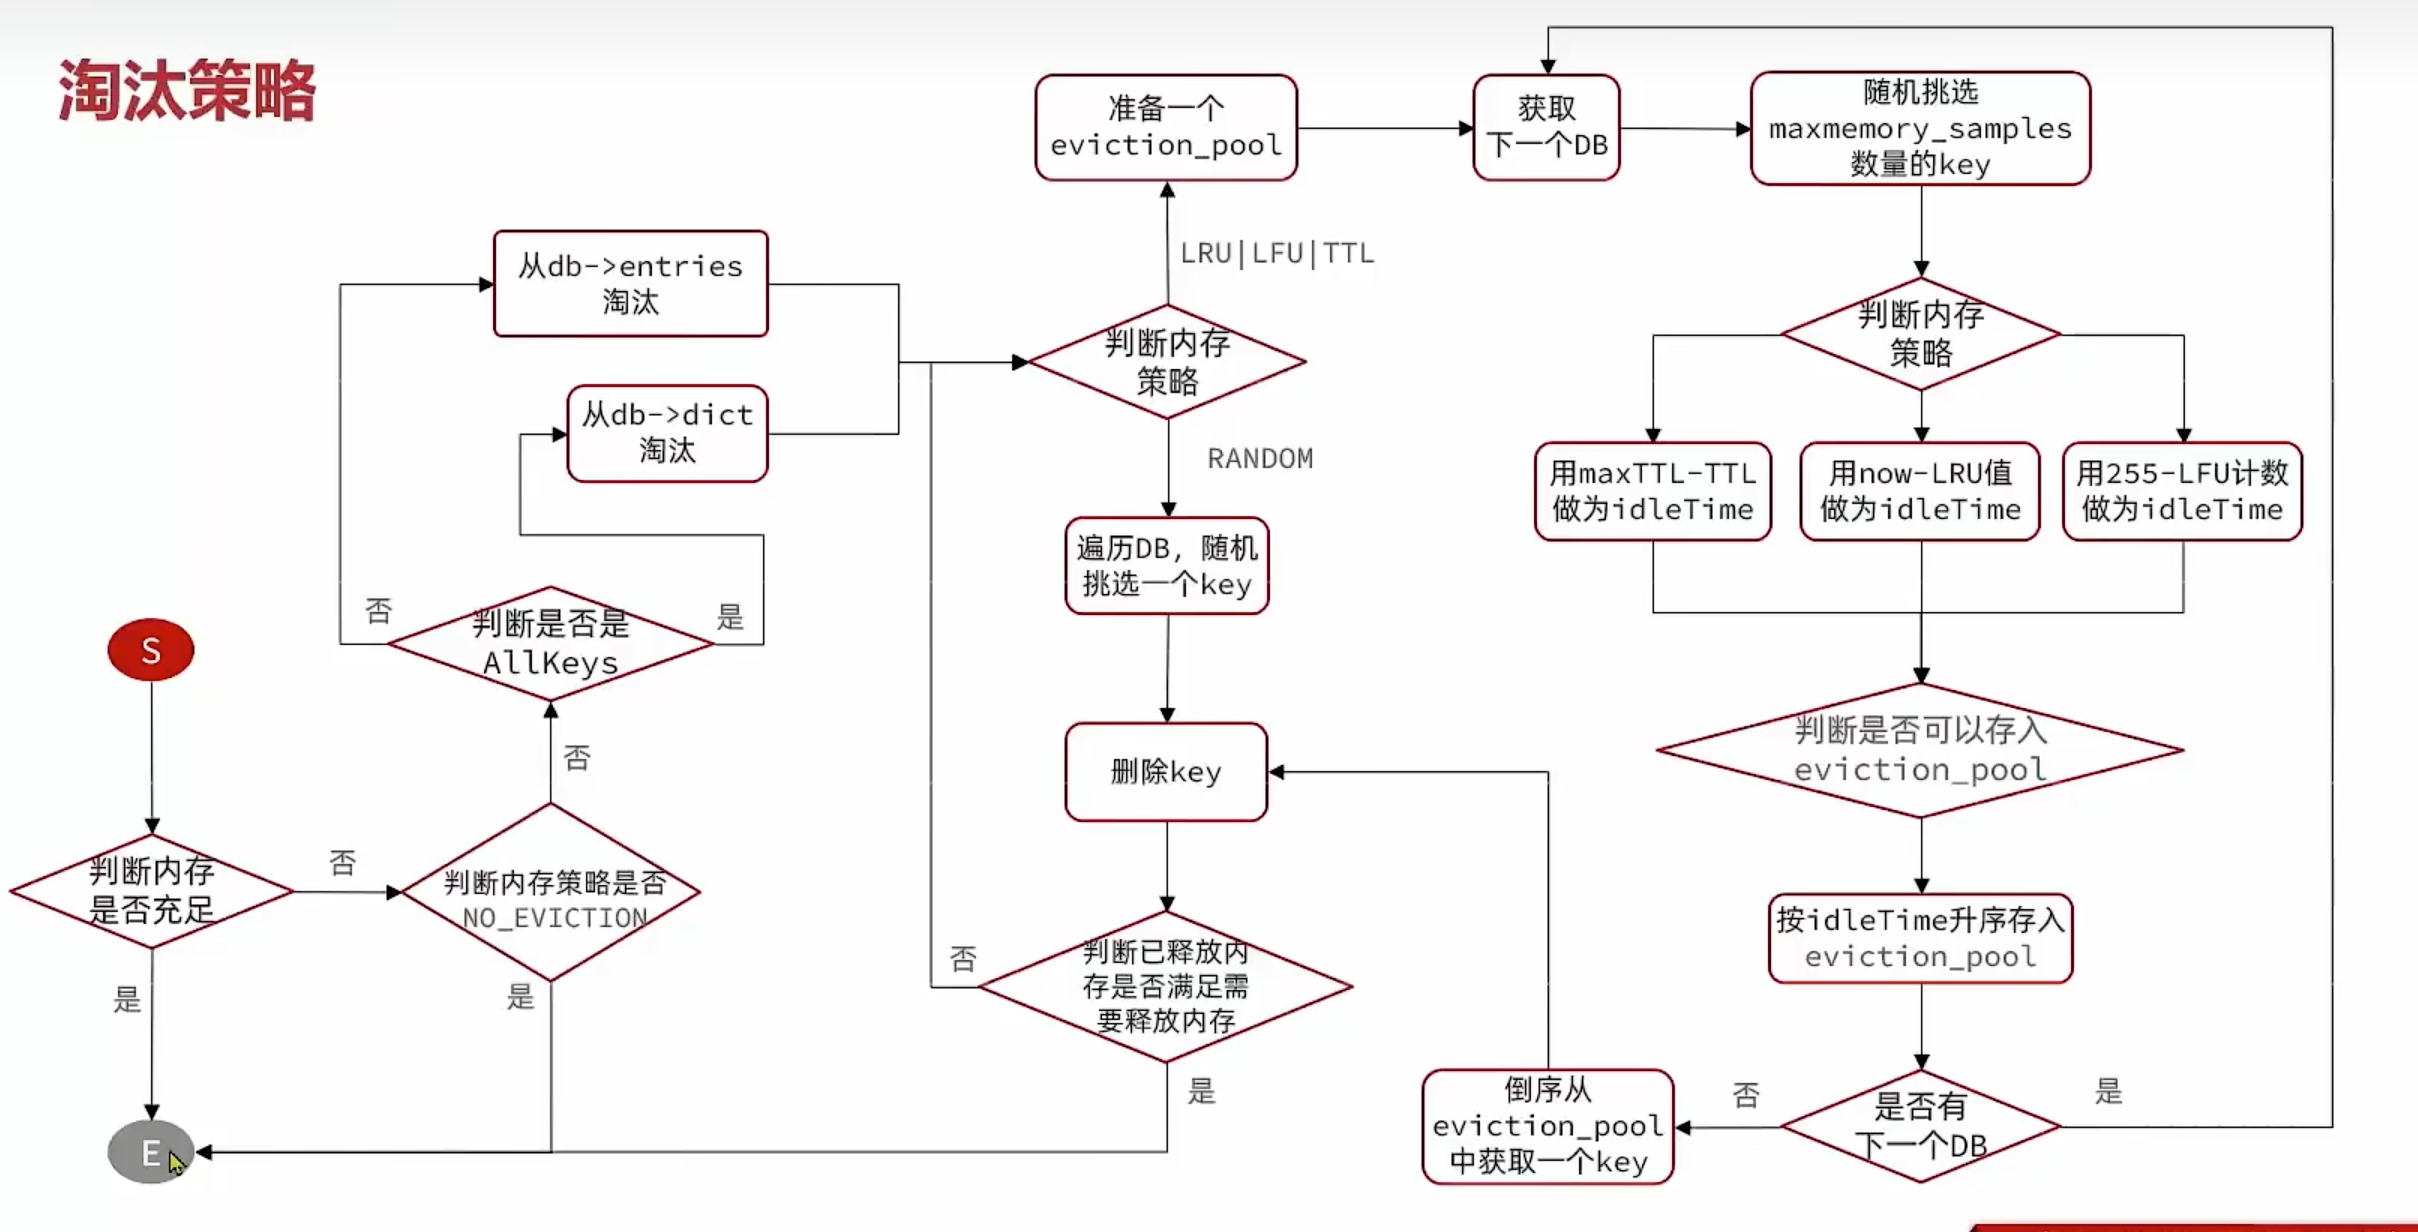 淘汰策略
S
判断内存
是否充足
是
否
E
判断内存策略是否
NO_EVICTION
是
否
判断是否是
AllKeys
否
是
从db->entries
淘汰
从db->dict
淘汰
判断内存
策略
LRU|LFU|TTL
RANDOM
遍历DB，随机
挑选一个key
删除key
判断已释放内
存是否满足需
要释放内存
否
是
准备一个
eviction_pool
获取
下一个DB
随机挑选
maxmemory_samples
数量的key
判断内存
策略
用maxTTL-TTL
做为idleTime
用now-LRU值
做为idleTime
用255-LFU计数
做为idleTime
判断是否可以存入
eviction_pool
按idleTime升序存入
eviction_pool
是否有
下一个DB
是
否
倒序从
eviction_pool
中获取一个key